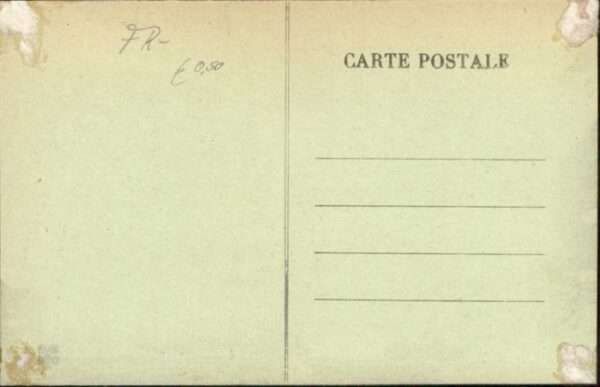 FR-
€ 0,50
CARTE POSTALE